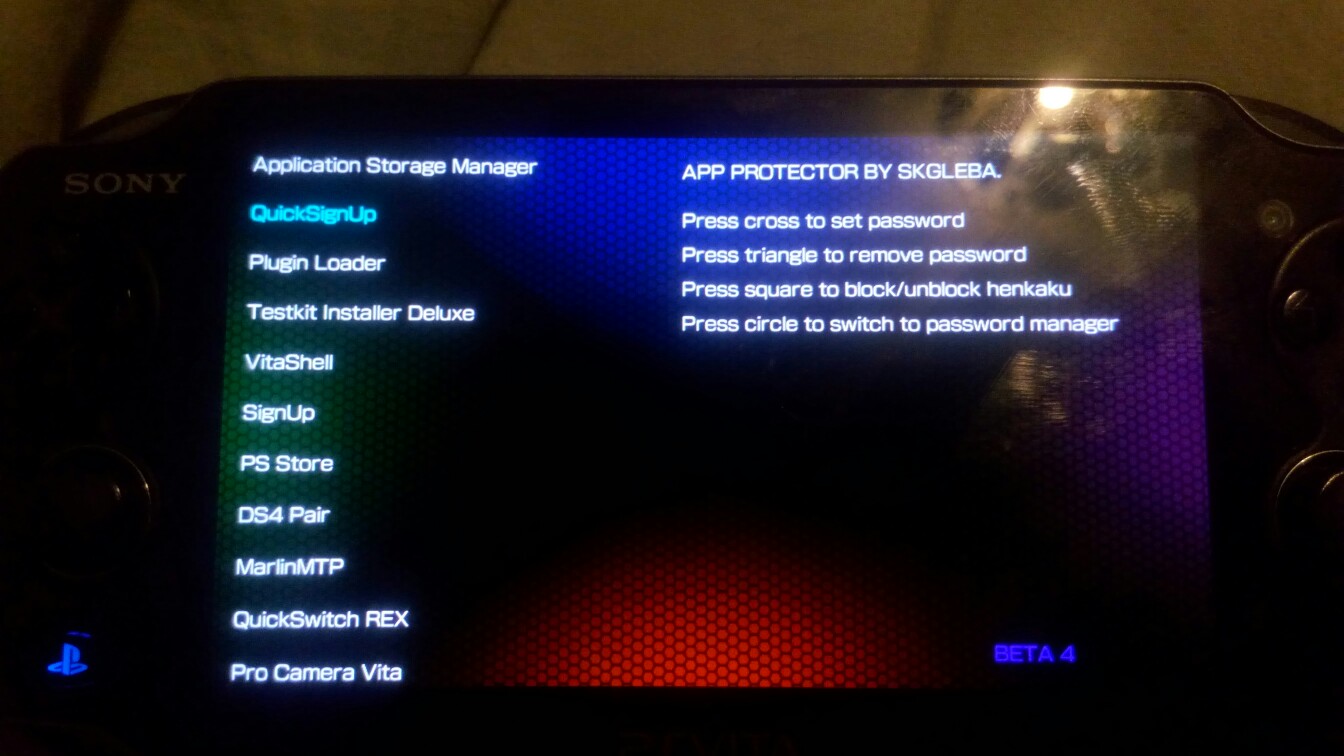 SONY
Application Storage Manager
QuickSignUp
Plugin Loader
Testkit Installer Deluxe
VitaShell
SignUp
PS Store
DS4 Pair
MarlinMTP
QuickSwitch REX
Pro Camera Vita
APP PROTECTOR BY SKGLEBA.
Press cross to set password
Press triangle to remove password
Press square to block/unblock henkaku
Press circle to switch to password manager
BETA 4